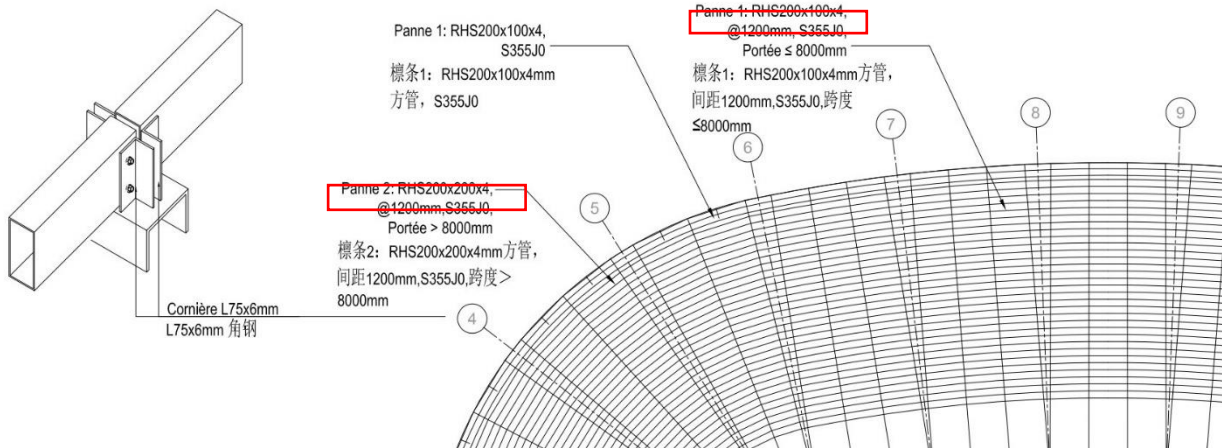 Panne 1: RHS200x100x4,
S355J0
檩条1：RHS200x100x4mm
方管，S355J0
Panne 1: RHS200x100x4,
@1200mm, S355J0,
Portée ≤ 8000mm
檩条1：RHS200x100x4mm方管，
间距1200mm,S355J0,跨度
≤8000mm
Panne 2: RHS200x200x4,
@1200mm,S355J0,
Portée > 8000mm
檩条2：RHS200x200x4mm方管，
间距1200mm,S355J0,跨度＞
8000mm
Cornière L75x6mm
L75x6mm 角钢
4
5
6
7
8
9